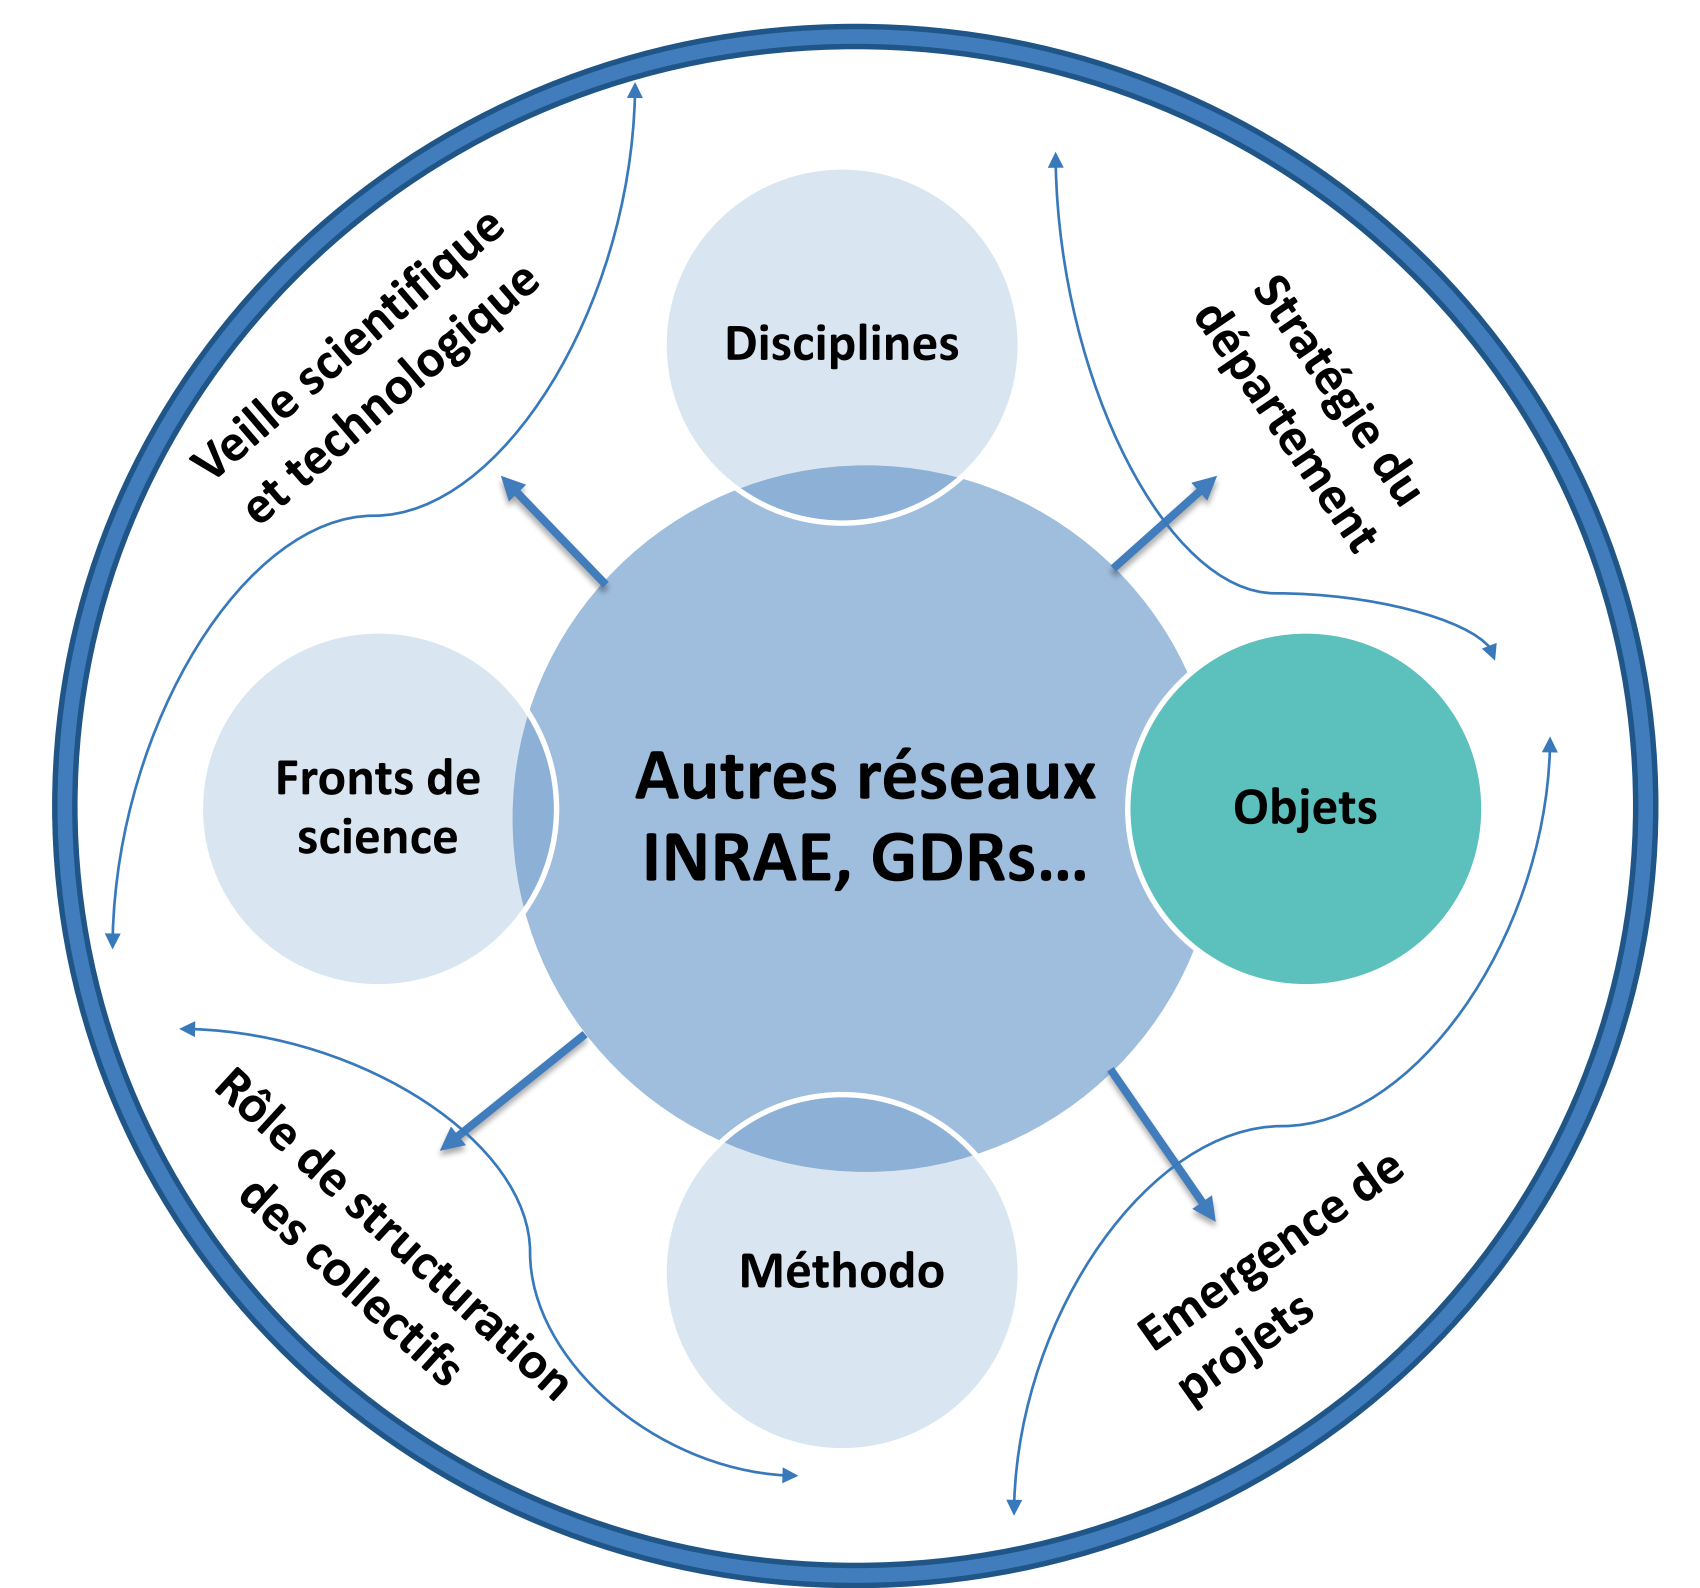 Veille scientifique
et technologique
Disciplines
Stratégie du
département
Fronts de
science
Autres réseaux
INRAE, GDRs...
Objets
Rôle de structuration
des collectifs
Méthodo
Emergence de
projets